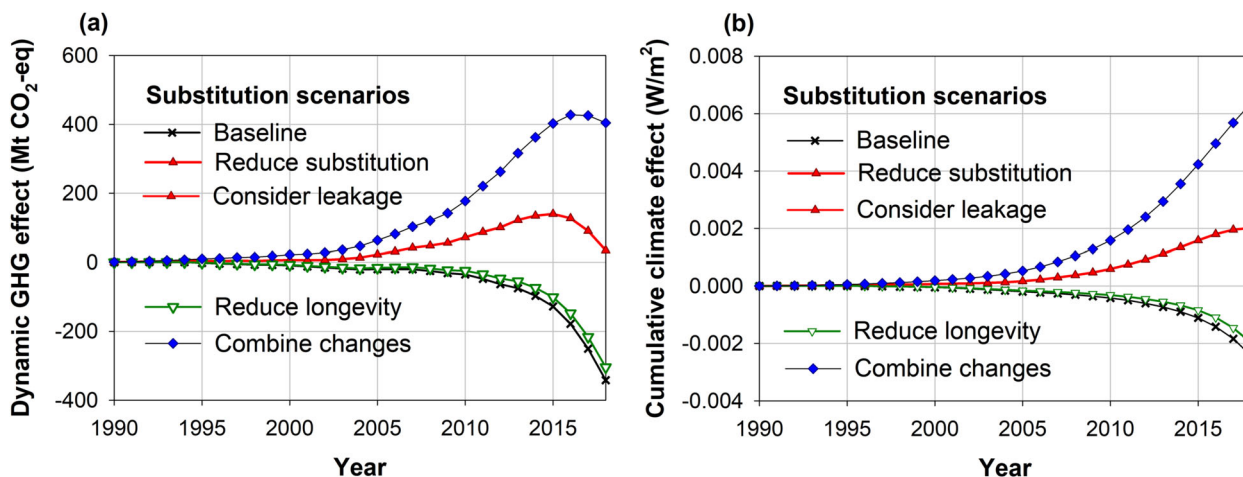 (a)
Dynamic GHG effect (Mt CO₂-eq)
600
400
200
0
-200
-400
Substitution scenarios
Baseline
Reduce substitution
Consider leakage
Reduce longevity
Combine changes
1990 1995 2000 2005 2010 2015
Year
(b)
Cumulative climate effect (W/m²)
0.008
0.006
0.004
0.002
0.000
-0.002
-0.004
Substitution scenarios
Baseline
Reduce substitution
Consider leakage
Reduce longevity
Combine changes
1990 1995 2000 2005 2010 2015
Year